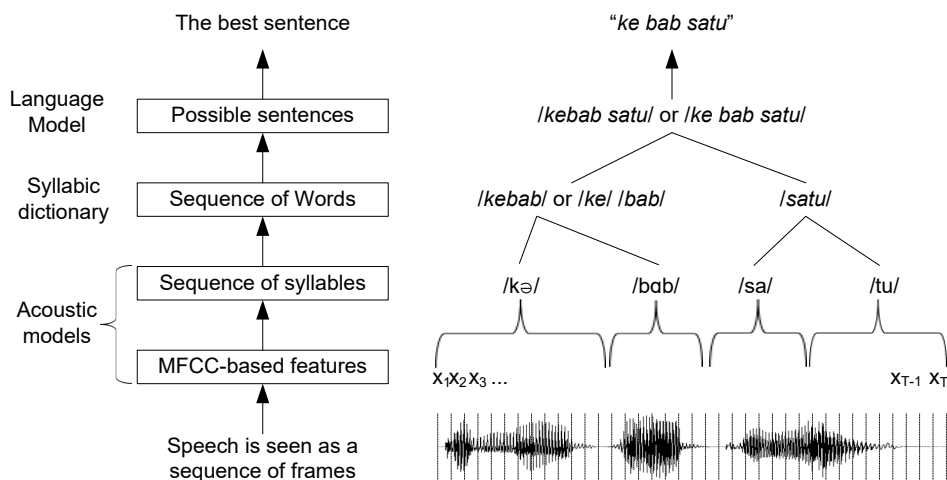 The best sentence
Language
Model
Possible sentences
Syllabic
dictionary
Sequence of Words
Acoustic
models
Sequence of syllables
MFCC-based features
Speech is seen as a
sequence of frames
“ke bab satu”
/kebab satu/ or /ke bab satu/
/kebab/ or /ke/ /bab/
/satu/
/kə/
/bɑb/
/sa/
/tu/
x₁x₂x₃ ...
x_T-1 x_T